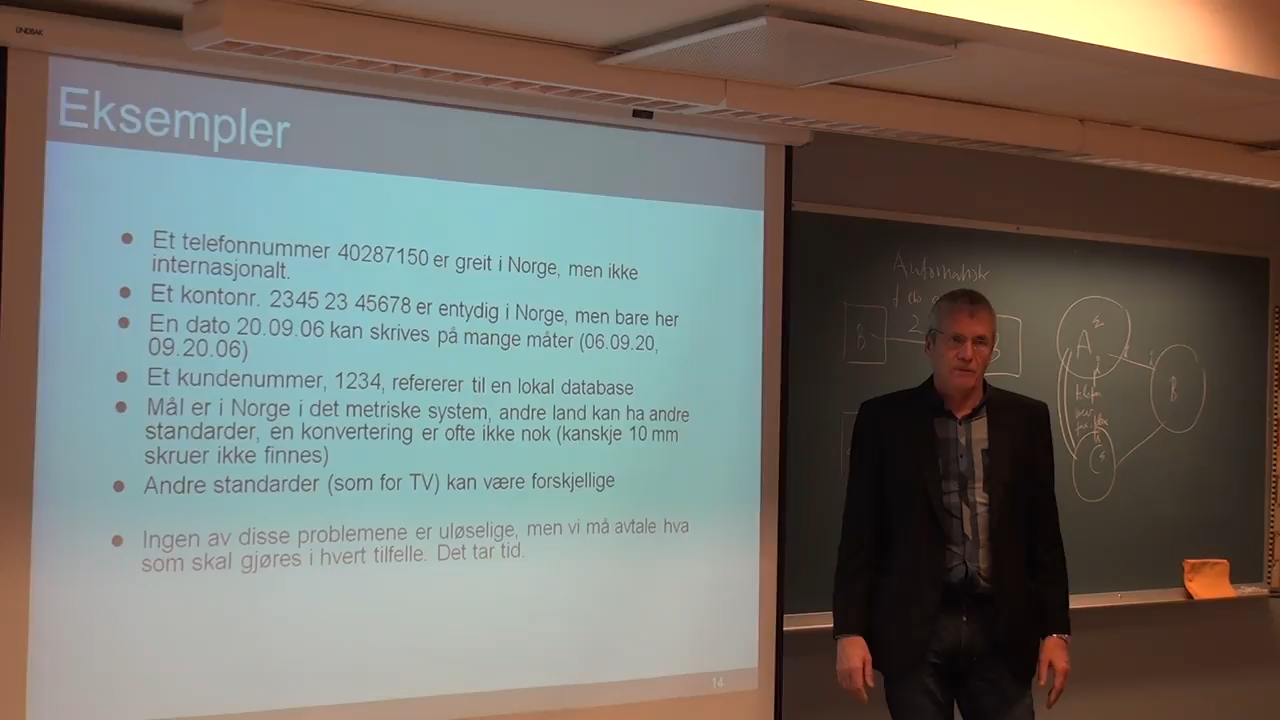 LINDBAK
Eksempler
Et telefonnummer 40287150 er greit i Norge, men ikke
internasjonalt.
Et kontonr. 2345 23 45678 er entydig i Norge, men bare her
En dato 20.09.06 kan skrives på mange måter (06.09.20,
09.20.06)
Et kundenummer, 1234, refererer til en lokal database
Mål er i Norge i det metriske system, andre land kan ha andre
standarder, en konvertering er ofte ikke nok (kanskje 10 mm
skruer ikke finnes)
Andre standarder (som for TV) kan være forskjellige
Ingen av disse problemene er uløselige, men vi må avtale hva
som skal gjøres i hvert tilfelle. Det tar tid.
14
Automatisk
B
2
A
B
telefon
C